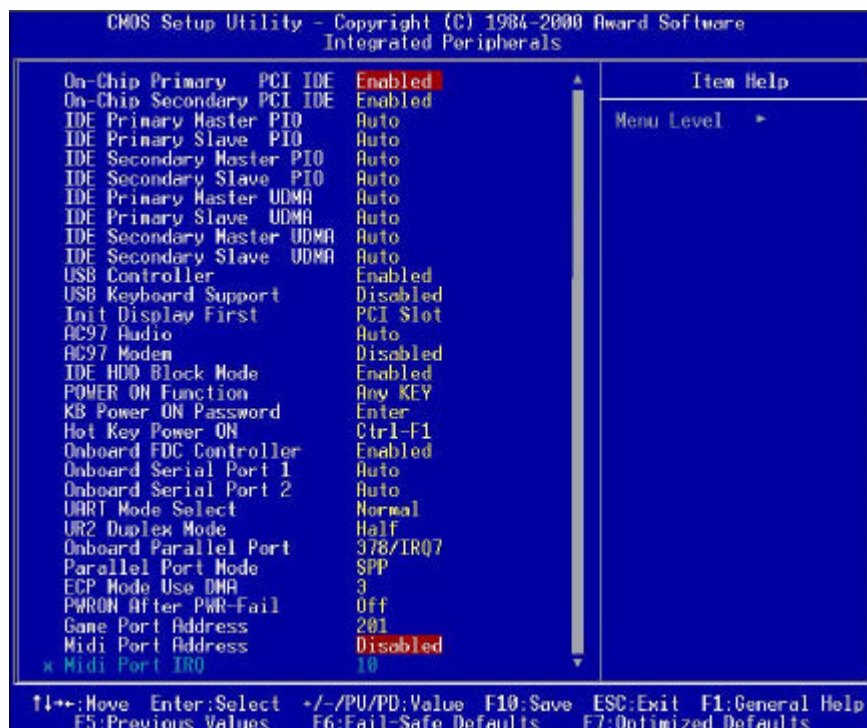 CMOS Setup Utility - Copyright (C) 1984-2000 Award Software
Integrated Peripherals
On-Chip Primary PCI IDE Enabled
On-Chip Secondary PCI IDE Enabled
IDE Primary Master PIO Auto
IDE Primary Slave PIO Auto
IDE Secondary Master PIO Auto
IDE Secondary Slave PIO Auto
IDE Primary Master UDMA Auto
IDE Primary Slave UDMA Auto
IDE Secondary Master UDMA Auto
IDE Secondary Slave UDMA Auto
USB Controller Enabled
USB Keyboard Support Disabled
Init Display First PCI Slot
AC97 Audio Auto
AC97 Modem Disabled
IDE HDD Block Mode Enabled
POWER ON Function Any KEY
KB Power ON Password Enter
Hot Key Power ON Ctrl-F1
Onboard FDC Controller Enabled
Onboard Serial Port 1 Auto
Onboard Serial Port 2 Auto
UART Mode Select Normal
UR2 Duplex Mode Half
Onboard Parallel Port 378/IRQ7
Parallel Port Mode SPP
ECP Mode Use DMA 3
PWRON After PWR-Fail Off
Game Port Address 201
Midi Port Address Disabled
x Midi Port IRQ 10
Item Help
Menu Level ►
↑↓→←:Move Enter:Select +/-/PU/PD:Value F10:Save ESC:Exit F1:General Help
F5:Previous Values F6:Fail-Safe Defaults F7:Optimized Defaults